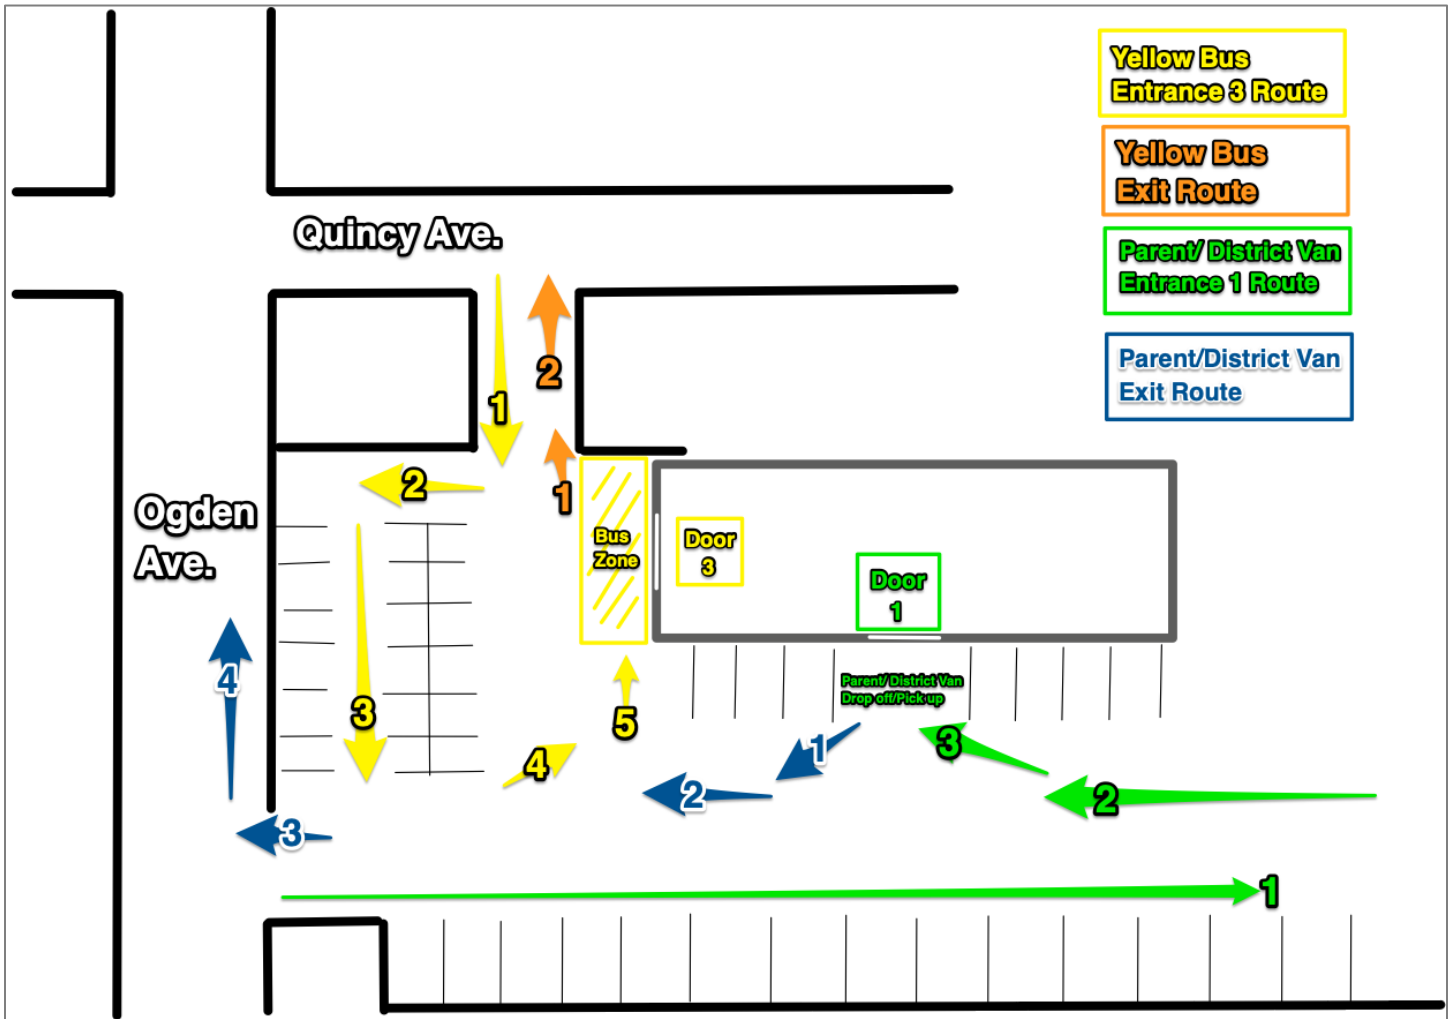 Yellow Bus
Entrance 3 Route
Yellow Bus
Exit Route
Quincy Ave.
Parent/ District Van
Entrance 1 Route
Parent/District Van
Exit Route
2
1
2
1
Ogden
Ave.
Bus
Zone
Door
3
Door
1
4
3
Parent/ District Van
Drop off/Pick up
5
4
1
3
2
2
3
1